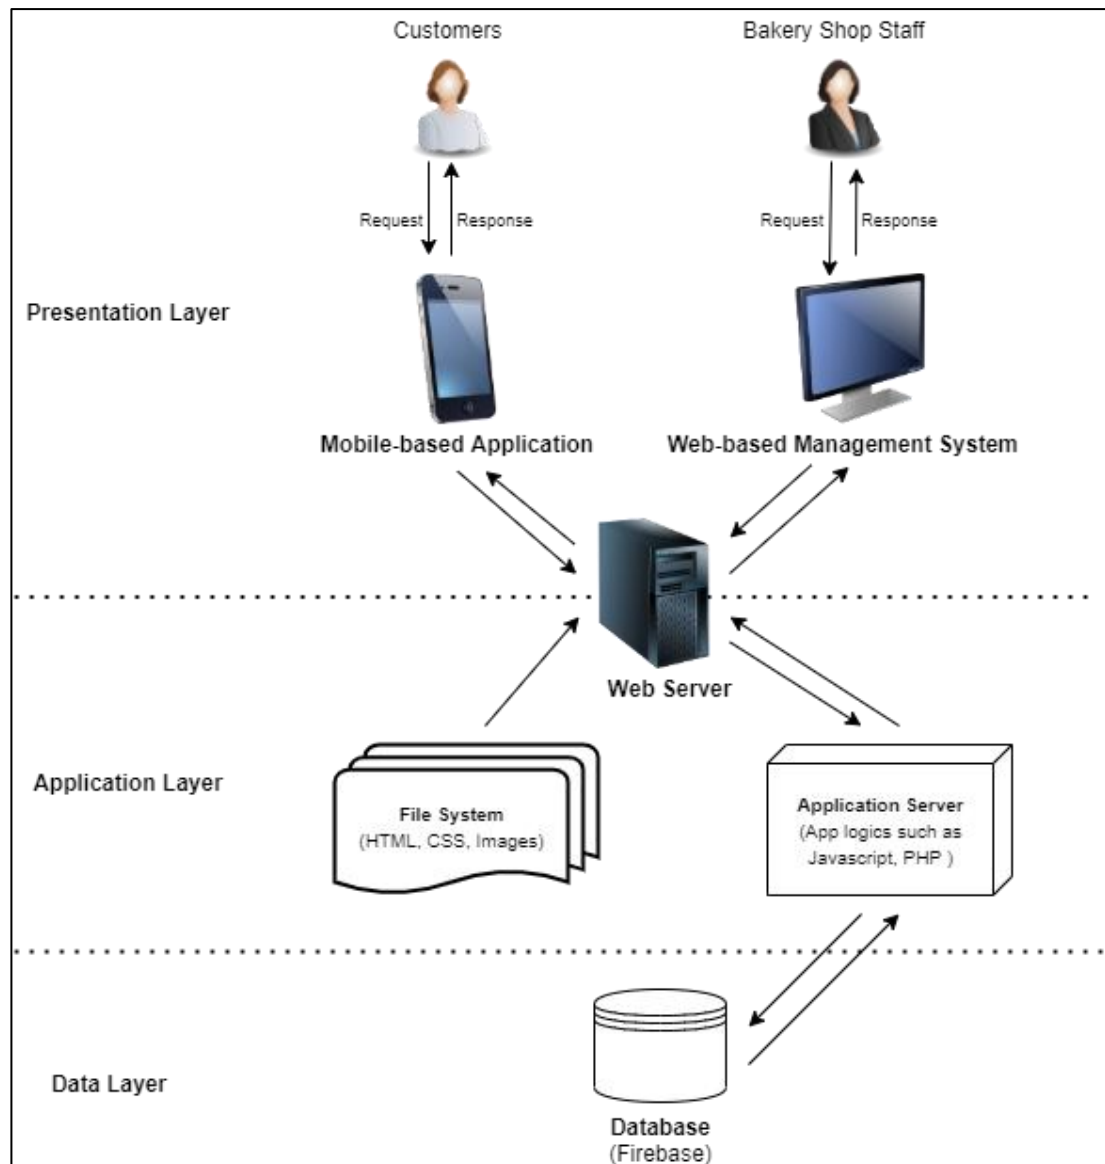 Customers
Bakery Shop Staff
Request
Response
Request
Response
Presentation Layer
Mobile-based Application
Web-based Management System
Web Server
Application Layer
File System
(HTML, CSS, Images)
Application Server
(App logics such as
Javascript, PHP )
Data Layer
Database
(Firebase)